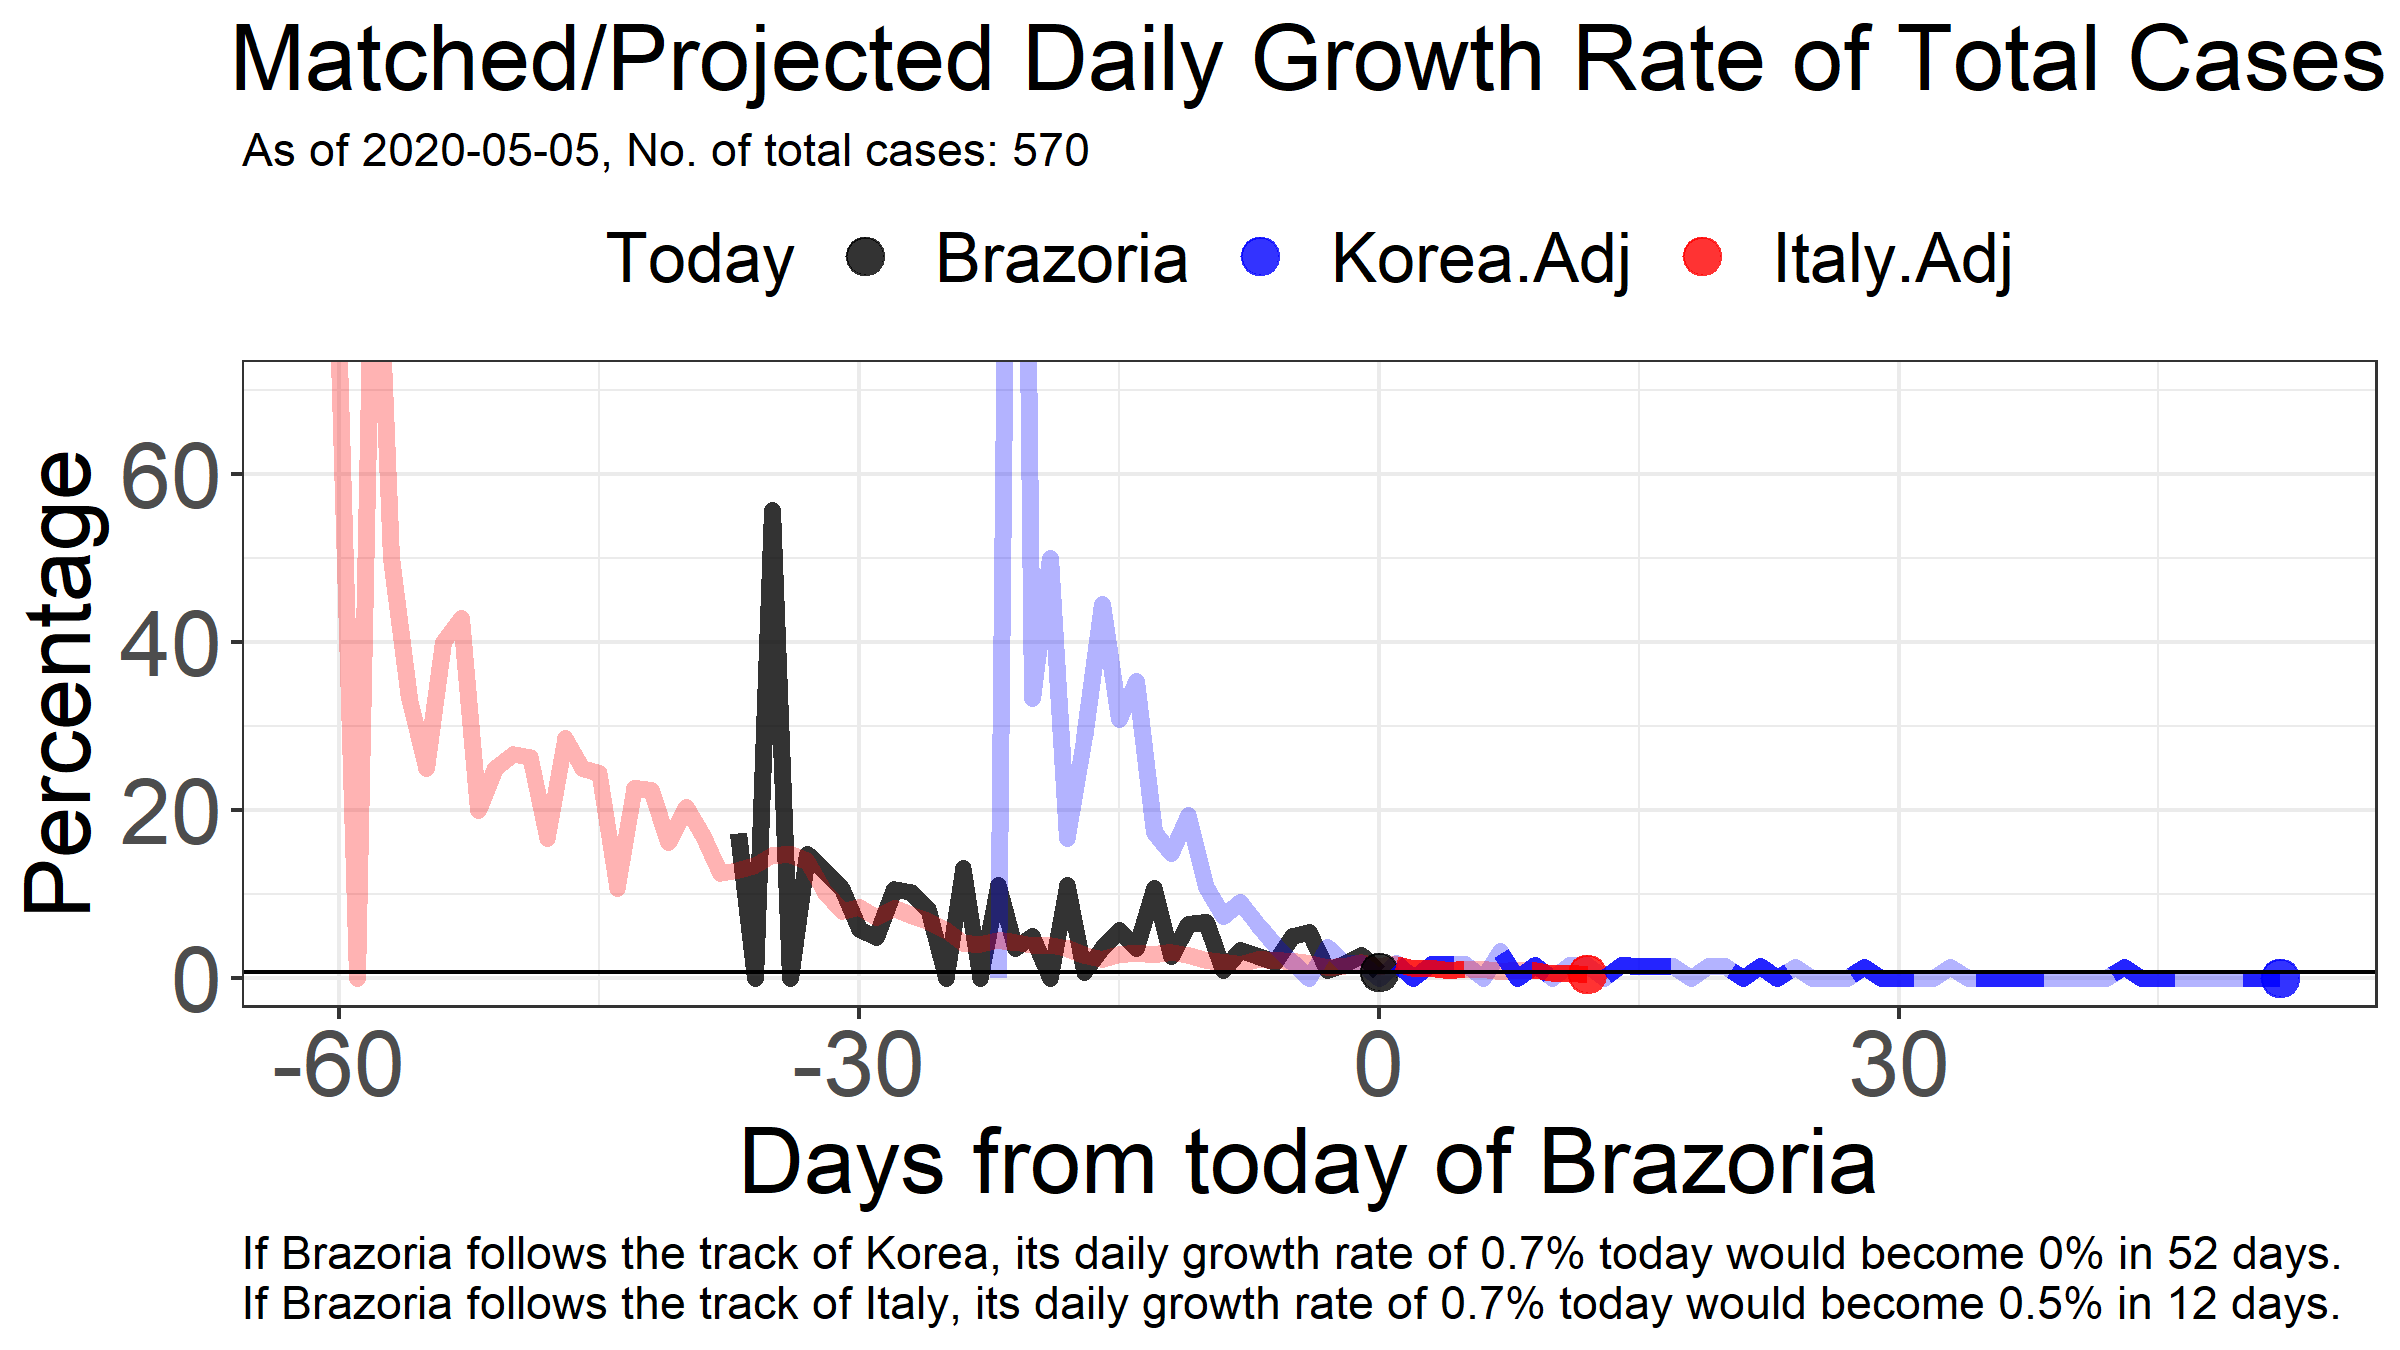 Matched/Projected Daily Growth Rate of Total Cases
As of 2020-05-05, No. of total cases: 570
Today Brazoria Korea.Adj Italy.Adj
Percentage
60
40
20
0
-60 -30 0 30
Days from today of Brazoria
If Brazoria follows the track of Korea, its daily growth rate of 0.7% today would become 0% in 52 days.
If Brazoria follows the track of Italy, its daily growth rate of 0.7% today would become 0.5% in 12 days.